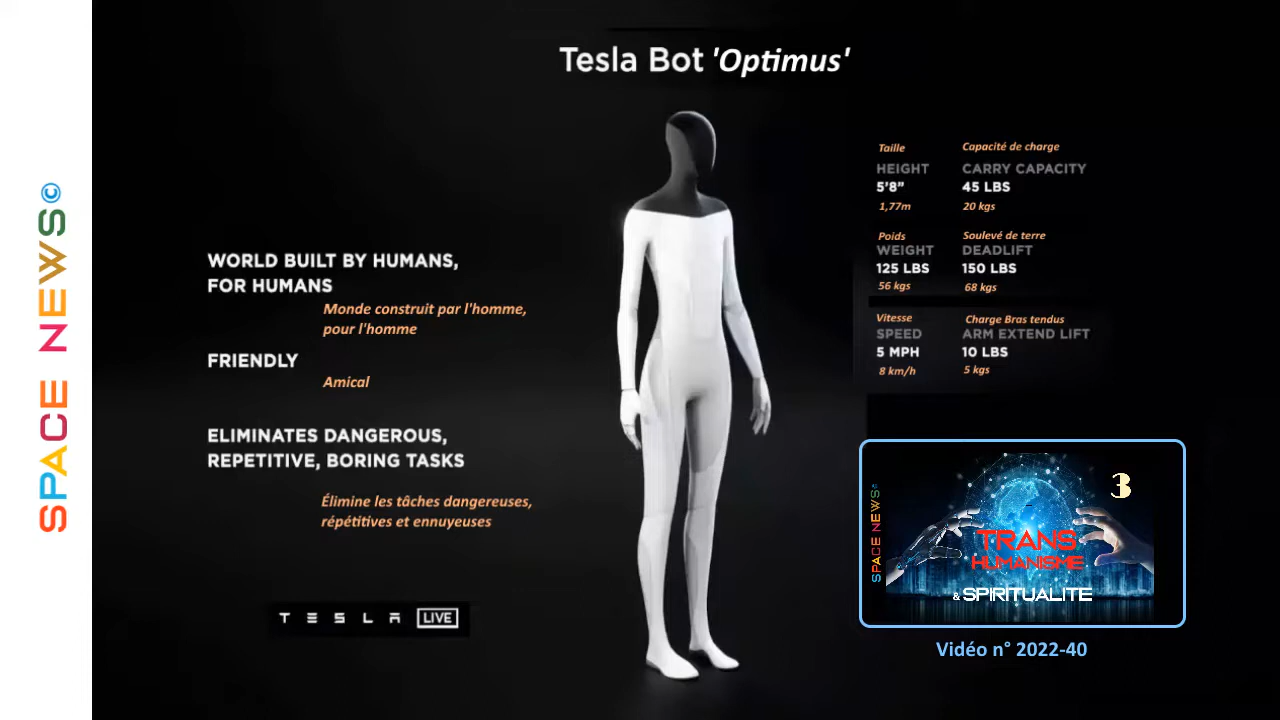 SPACE NEWS©
Tesla Bot 'Optimus'
WORLD BUILT BY HUMANS,
FOR HUMANS
Monde construit par l'homme,
pour l'homme
FRIENDLY
Amical
ELIMINATES DANGEROUS,
REPETITIVE, BORING TASKS
Élimine les tâches dangereuses,
répétitives et ennuyeuses
TESLA LIVE
Taille
HEIGHT
5'8"
1,77m
Capacité de charge
CARRY CAPACITY
45 LBS
20 kgs
Poids
WEIGHT
125 LBS
56 kgs
Soulevé de terre
DEADLIFT
150 LBS
68 kgs
Vitesse
SPEED
5 MPH
8 km/h
Charge Bras tendus
ARM EXTEND LIFT
10 LBS
5 kgs
SPACE NEWS©
3
TRANS
HUMANISME
& SPIRITUALITE
Vidéo n° 2022-40